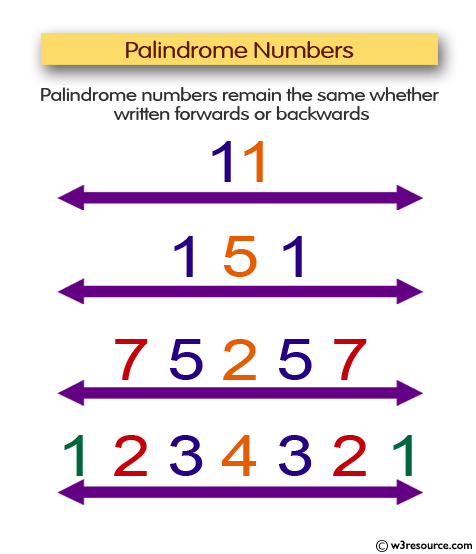 Palindrome Numbers
Palindrome numbers remain the same whether
written forwards or backwards
11
1 5 1
7 5 2 5 7
1 2 3 4 3 2 1
© w3resource.com